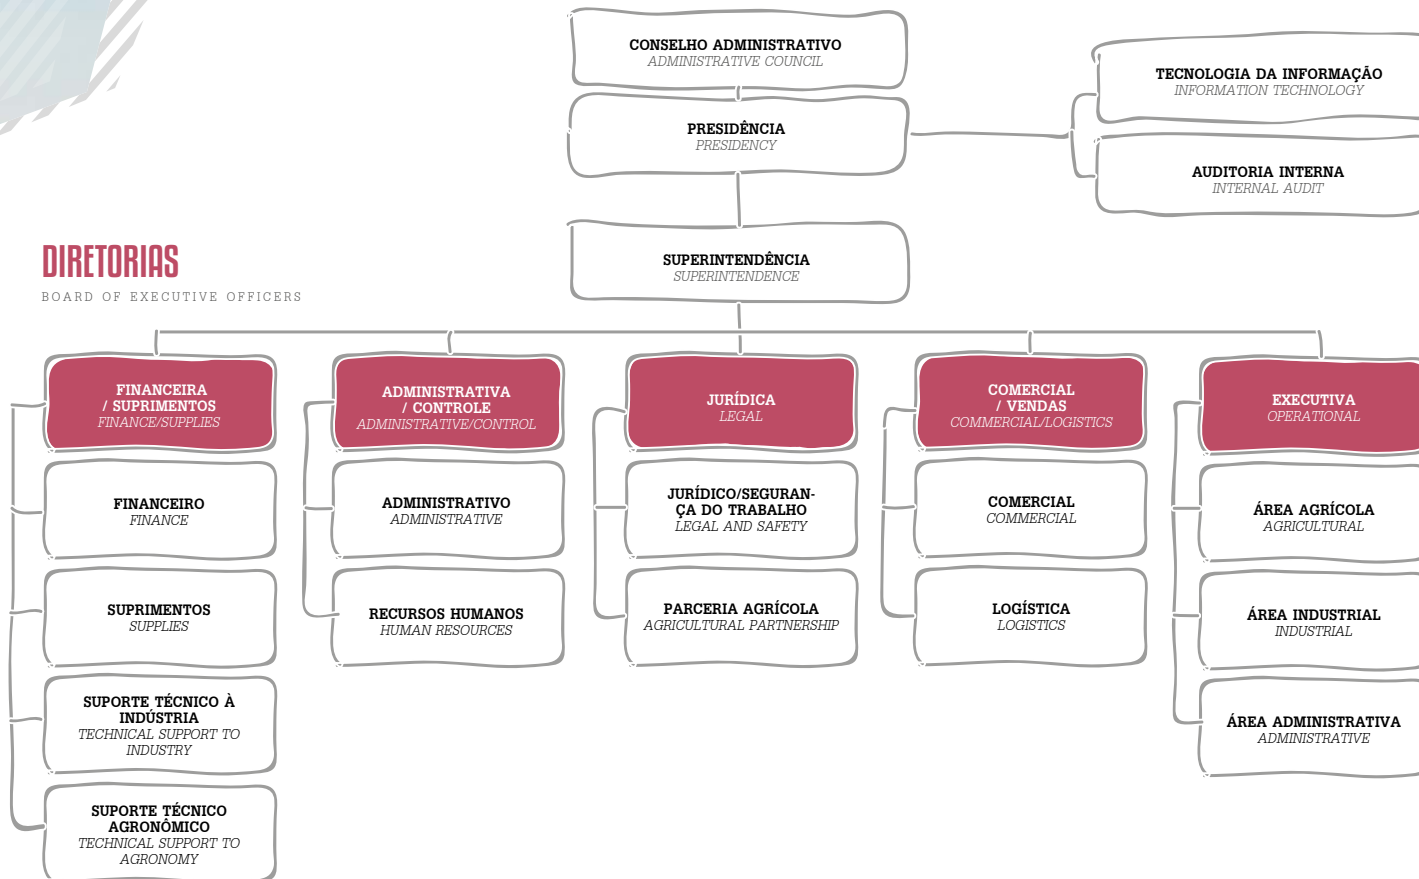 CONSELHO ADMINISTRATIVO
ADMINISTRATIVE COUNCIL
PRESIDÊNCIA
PRESIDENCY
TECNOLOGIA DA INFORMAÇÃO
INFORMATION TECHNOLOGY
AUDITORIA INTERNA
INTERNAL AUDIT
SUPERINTENDÊNCIA
SUPERINTENDENCE
DIRETORIAS
BOARD OF EXECUTIVE OFFICERS
FINANCEIRA
/ SUPRIMENTOS
FINANCE/SUPPLIES
FINANCEIRO
FINANCE
SUPRIMENTOS
SUPPLIES
SUPORTE TÉCNICO À
INDÚSTRIA
TECHNICAL SUPPORT TO
INDUSTRY
SUPORTE TÉCNICO
AGRONÔMICO
TECHNICAL SUPPORT TO
AGRONOMY
ADMINISTRATIVA
/ CONTROLE
ADMINISTRATIVE/CONTROL
ADMINISTRATIVO
ADMINISTRATIVE
RECURSOS HUMANOS
HUMAN RESOURCES
JURÍDICA
LEGAL
JURÍDICO/SEGURAN-
ÇA DO TRABALHO
LEGAL AND SAFETY
PARCERIA AGRÍCOLA
AGRICULTURAL PARTNERSHIP
COMERCIAL
/ VENDAS
COMMERCIAL/LOGISTICS
COMERCIAL
COMMERCIAL
LOGÍSTICA
LOGISTICS
EXECUTIVA
OPERATIONAL
ÁREA AGRÍCOLA
AGRICULTURAL
ÁREA INDUSTRIAL
INDUSTRIAL
ÁREA ADMINISTRATIVA
ADMINISTRATIVE